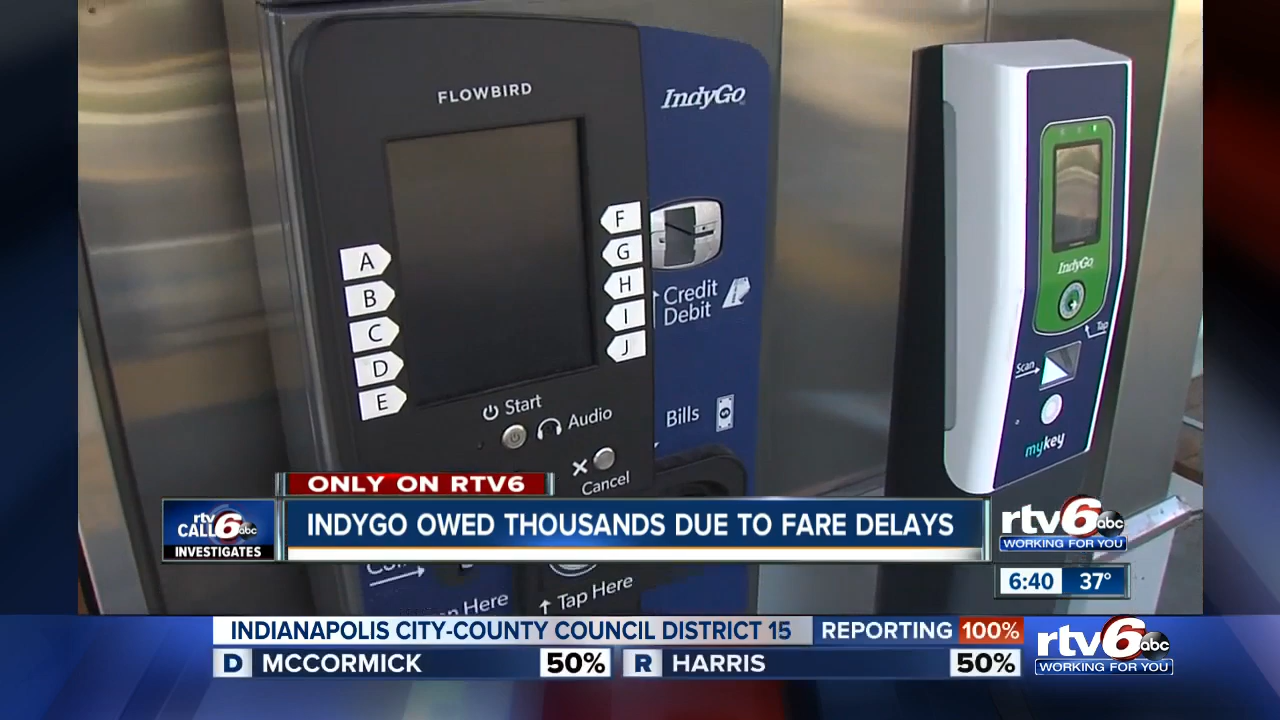 FLOWBIRD
IndyGo
A
B
C
D
E
F
G
H
I
J
Credit
Debit
Start
Audio
Bills
Cancel
Tap Here
IndyGo
Tap
Scan
mykey
ONLY ON RTV6
rtv6 abc
CALL 6
INVESTIGATES
INDYGO OWED THOUSANDS DUE TO FARE DELAYS
rtv6 abc
WORKING FOR YOU
6:40 37°
INDIANAPOLIS CITY-COUNTY COUNCIL DISTRICT 15 REPORTING 100%
D MCCORMICK 50% R HARRIS 50%
rtv6 abc
WORKING FOR YOU